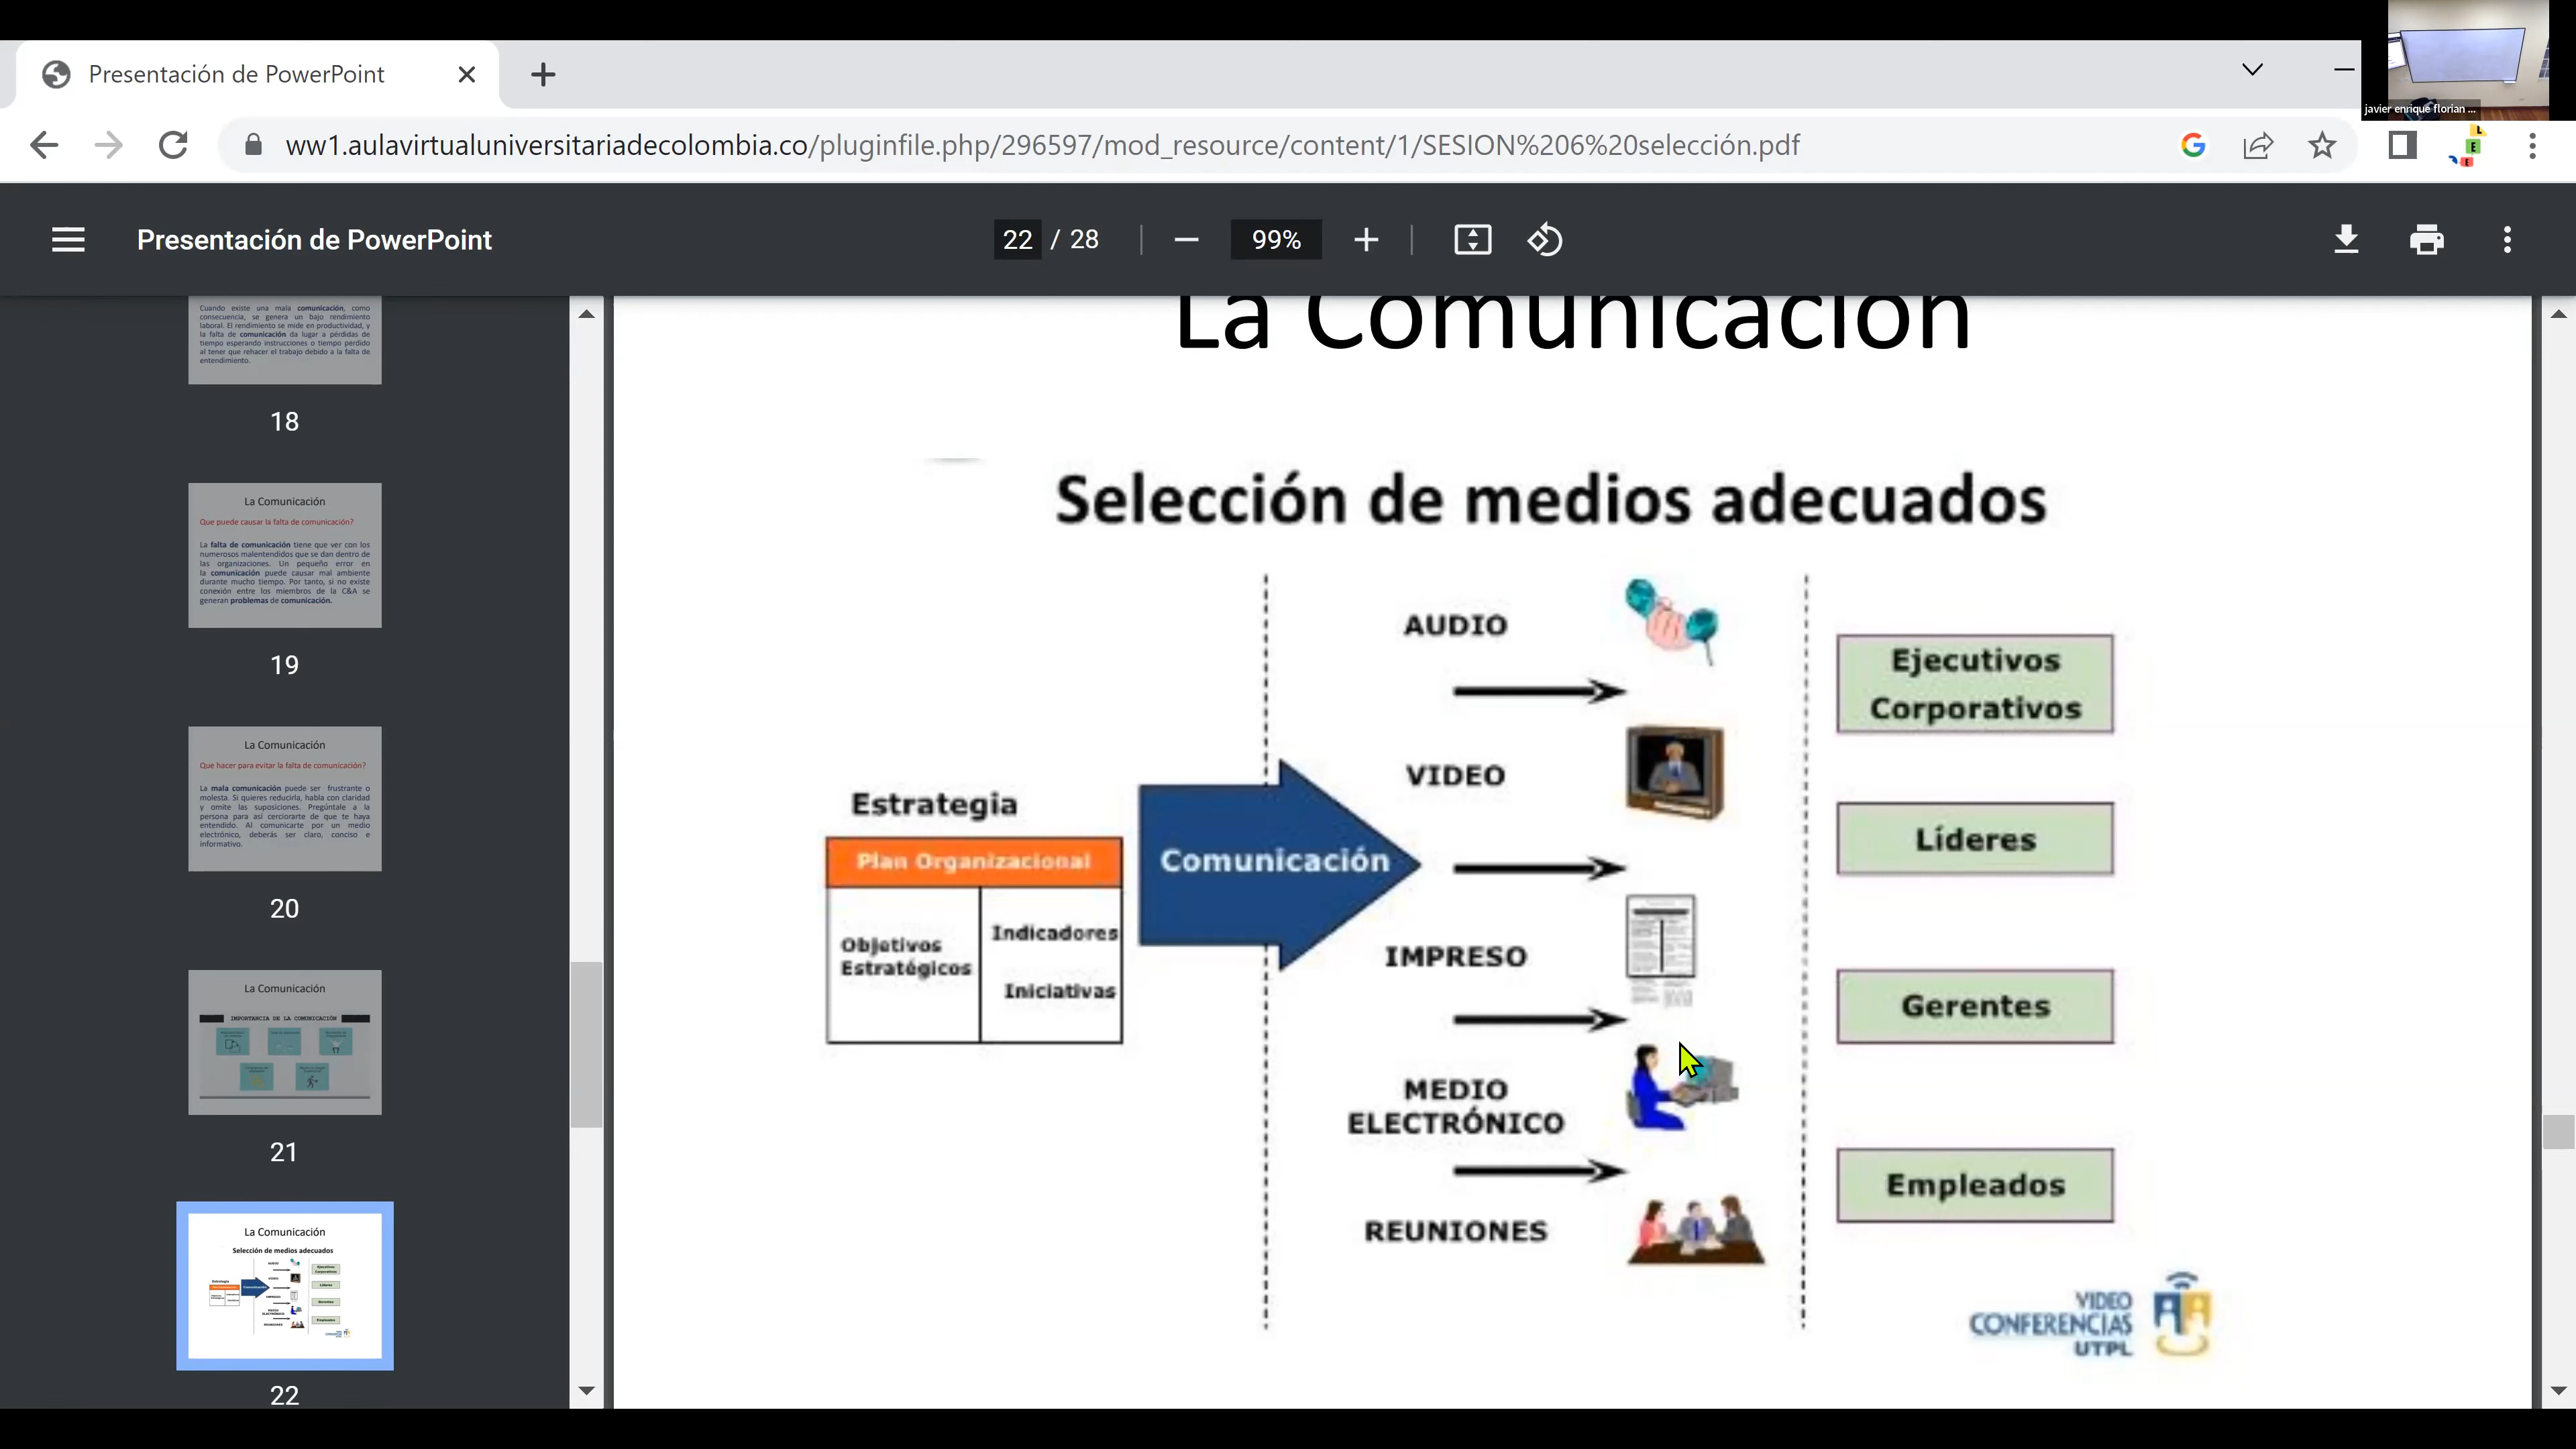 Presentación de PowerPoint
javier enrique florian ...
ww1.aulavirtualuniversitariadecolombia.co/pluginfile.php/296597/mod_resource/content/1/SESION%206%20selección.pdf
Presentación de PowerPoint
22 / 28
99%
Cuando existe una mala comunicación, como
consecuencia, se genera un bajo rendimiento
laboral. El rendimiento se mide en productividad, y
la falta de comunicación da lugar a pérdidas de
tiempo esperando instrucciones o tiempo perdido
al tener que rehacer el trabajo debido a la falta de
entendimiento.
18
La Comunicación
Que puede causar la falta de comunicación?
La falta de comunicación tiene que ver con los
numerosos malentendidos que se dan dentro de
las organizaciones. Un pequeño error en
la comunicación puede causar mal ambiente
durante mucho tiempo. Por tanto, si no existe
conexión entre los miembros de la C&A se
generan problemas de comunicación.
19
La Comunicación
Que hacer para evitar la falta de comunicación?
La mala comunicación puede ser frustrante o
molesta. Si quieres reducirla, habla con claridad
y omite las suposiciones. Pregúntale a la
persona para así cerciorarte de que te haya
entendido. Al comunicarte por un medio
electrónico, deberás ser claro, conciso e
informativo.
20
La Comunicación
IMPORTANCIA DE LA COMUNICACIÓN
21
La Comunicación
Selección de medios adecuados
22
La Comunicación
Selección de medios adecuados
Estrategia
Plan Organizacional
Objetivos
Estratégicos
Indicadores
Iniciativas
Comunicación
AUDIO
VIDEO
IMPRESO
MEDIO
ELECTRÓNICO
REUNIONES
Ejecutivos
Corporativos
Líderes
Gerentes
Empleados
VIDEO
CONFERENCIAS
UTPL